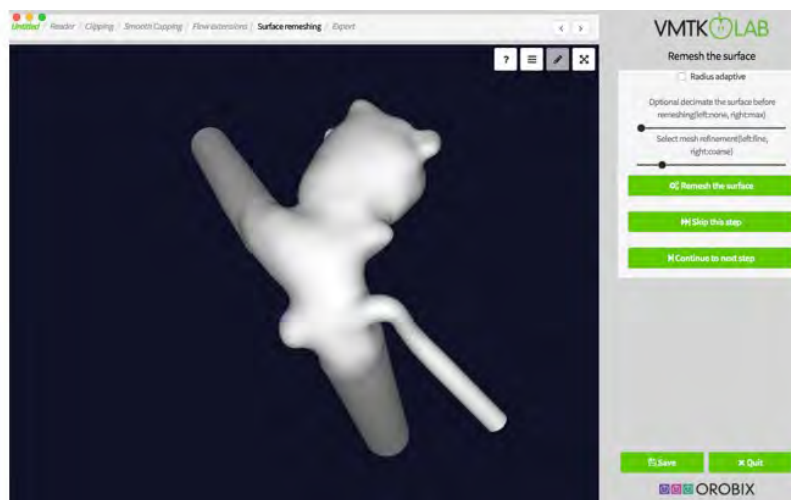 Untitled / Reader / Clipping / Smooth Capping / Flow extensions / Surface remeshing / Export
VMTK LAB
Remesh the surface
Radius adaptive
Optional decimate the surface before
remeshing(left:none, right:max)
Select mesh refinement(left:fine,
right:coarse)
Remesh the surface
Skip this step
Continue to next step
Save
Quit
OROBIX